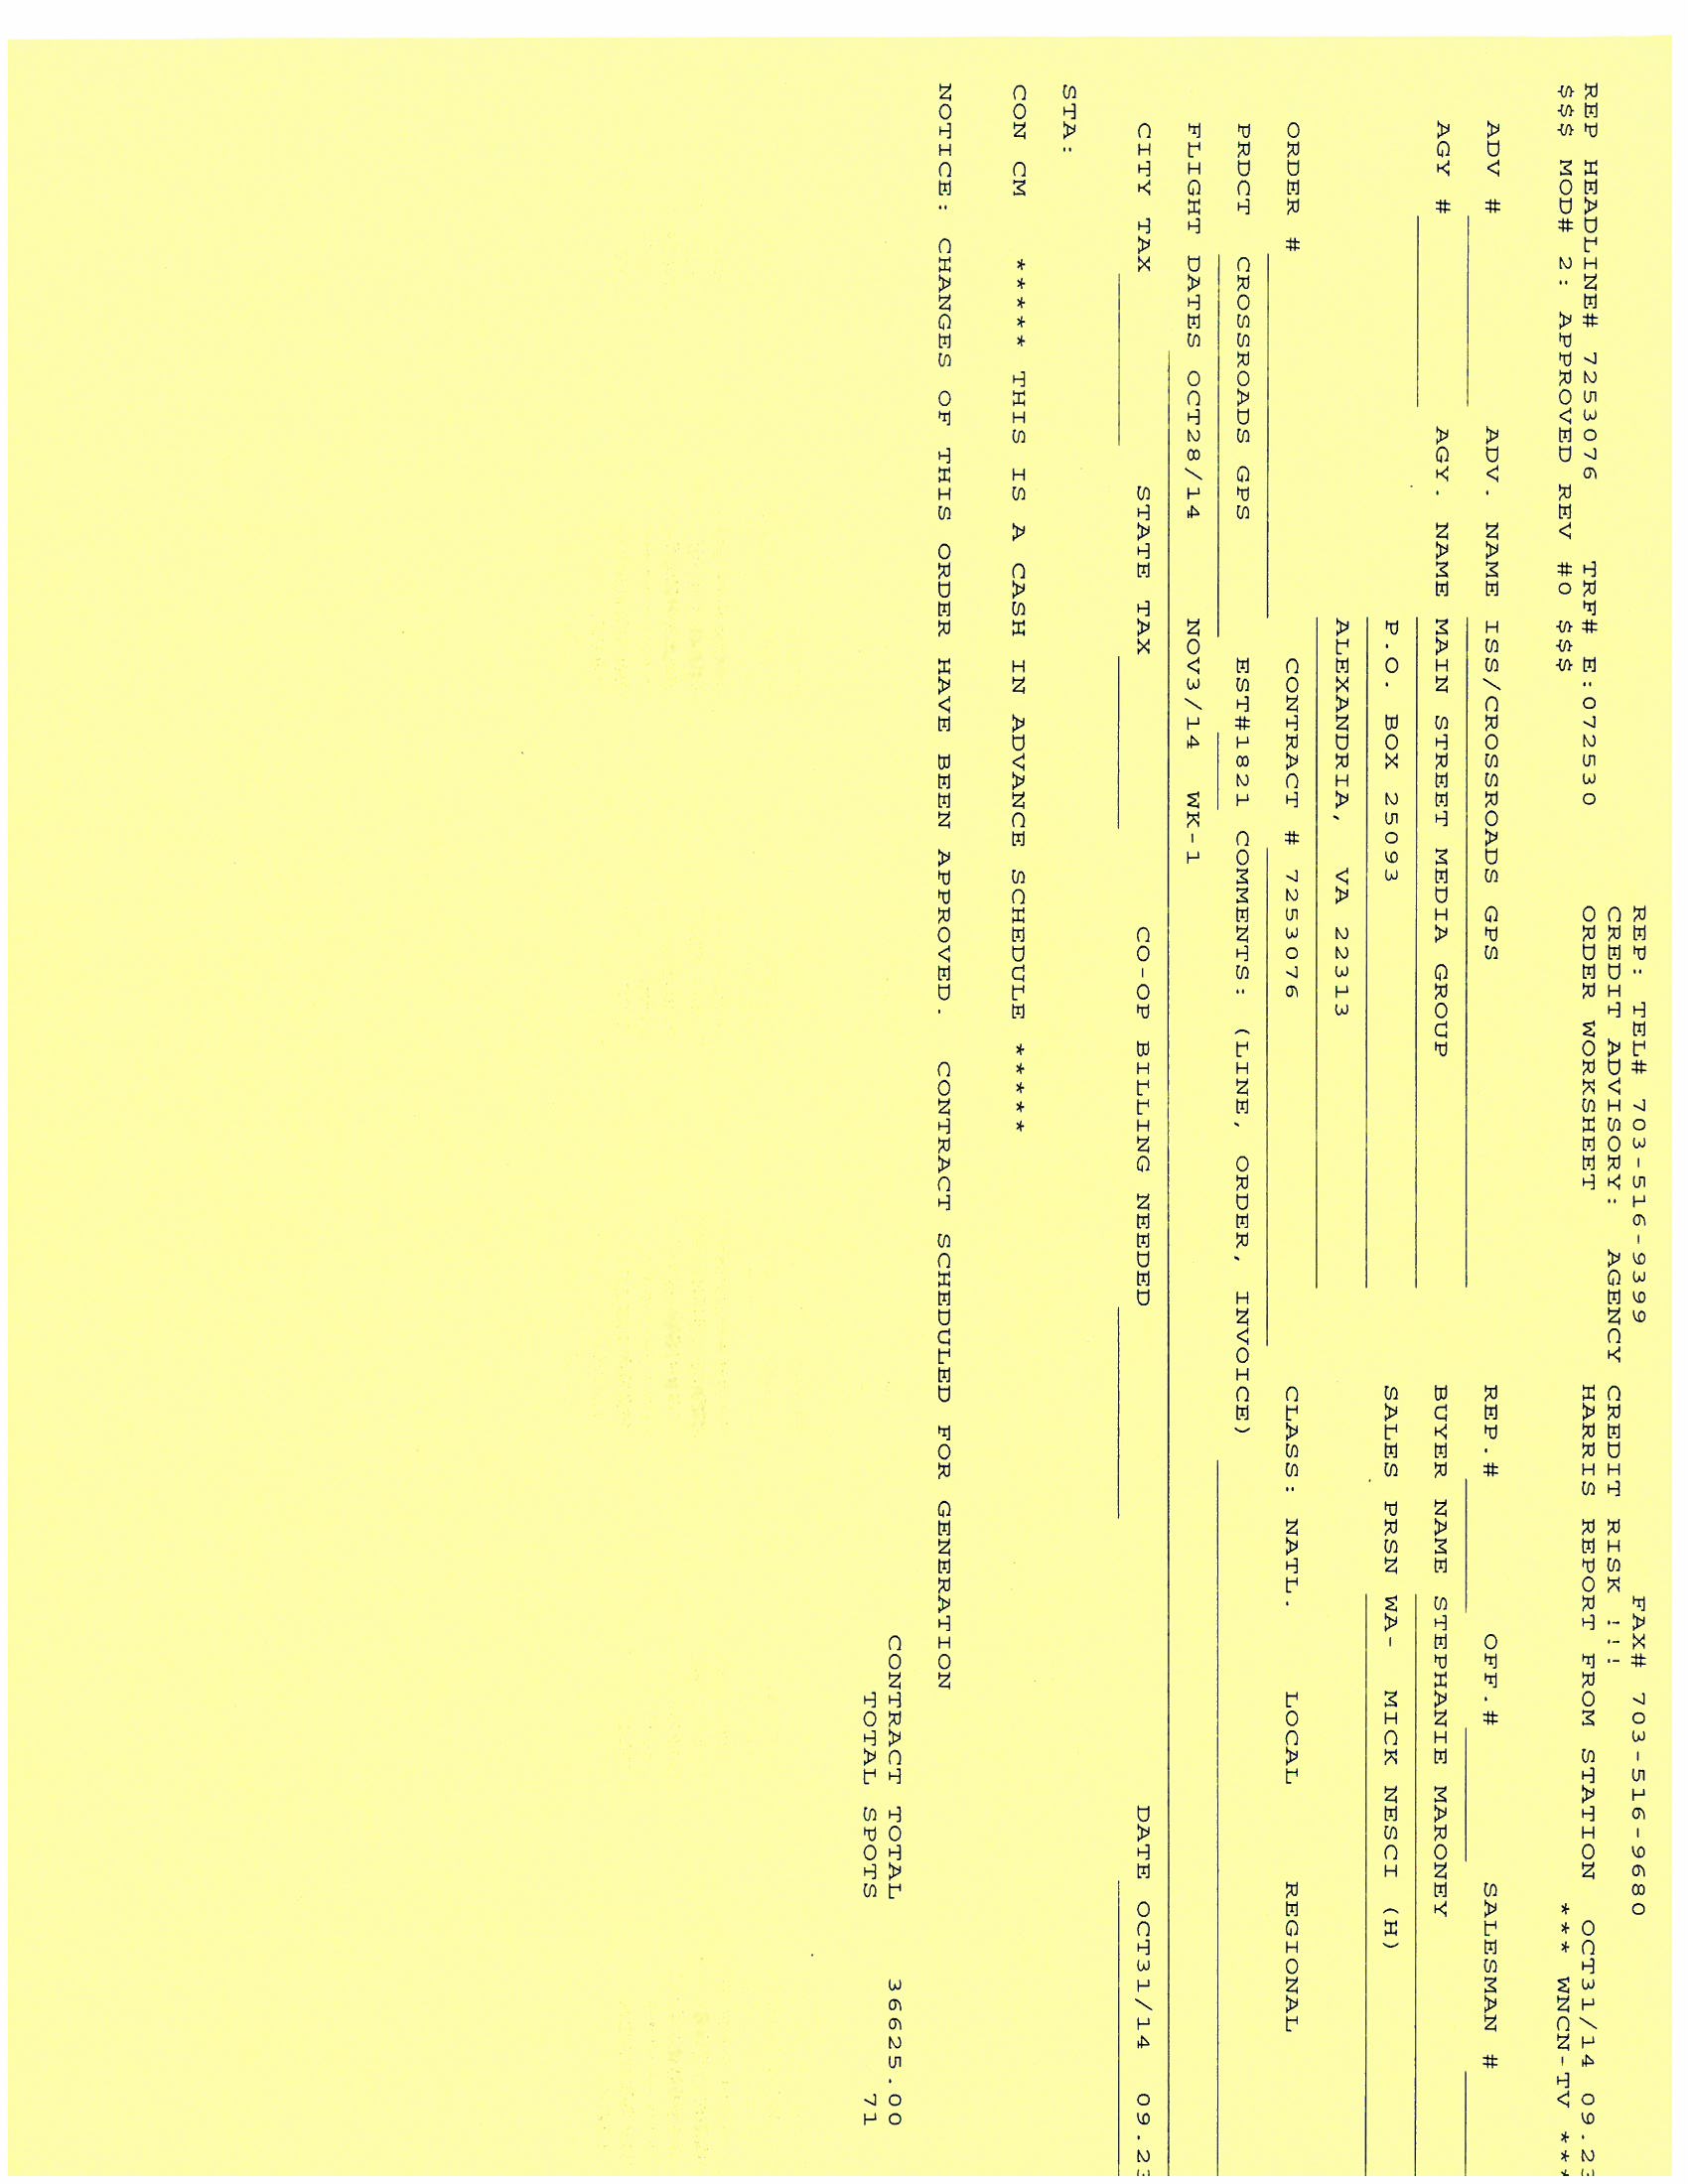 REP: TEL# 703-516-9399 FAX# 703-516-9680
CREDIT ADVISORY: AGENCY CREDIT RISK !!!
ORDER WORKSHEET HARRIS REPORT FROM STATION OCT31/14 09.23
REP HEADLINE# 7253076 TRF# E:072530
$$$ MOD# 2: APPROVED REV #0 $$$ *** WNCN-TV ***
ADV # ADV. NAME ISS/CROSSROADS GPS REP.# OFF.# SALESMAN #
AGY # AGY. NAME MAIN STREET MEDIA GROUP BUYER NAME STEPHANIE MARONEY
P.O. BOX 25093 SALES PRSN WA- MICK NESCI (H)
ALEXANDRIA, VA 22313
ORDER # CONTRACT # 7253076 CLASS: NATL. LOCAL REGIONAL
PRDCT CROSSROADS GPS EST#1821 COMMENTS: (LINE, ORDER, INVOICE)
FLIGHT DATES OCT28/14 NOV3/14 WK-1
CITY TAX STATE TAX CO-OP BILLING NEEDED DATE OCT31/14 09.23
STA:
CON CM ***** THIS IS A CASH IN ADVANCE SCHEDULE *****
NOTICE: CHANGES OF THIS ORDER HAVE BEEN APPROVED. CONTRACT SCHEDULED FOR GENERATION
CONTRACT TOTAL 36625.00
TOTAL SPOTS 71